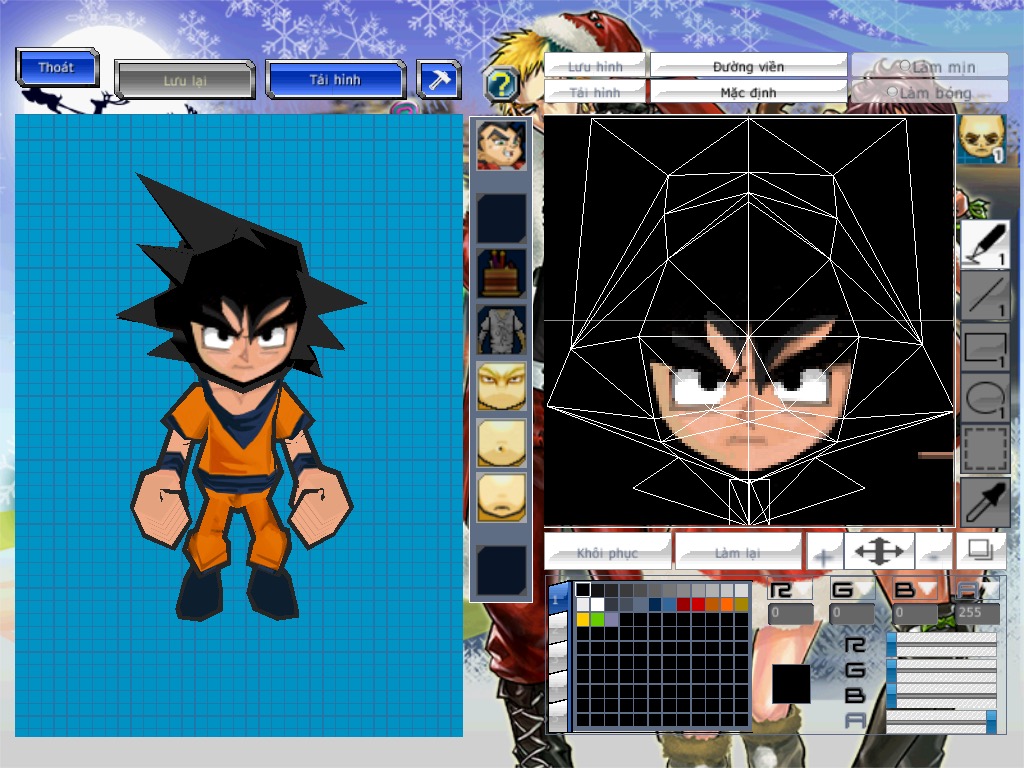 Thoát
Lưu lại
Tải hình
?
Lưu hình
Đường viền
Làm mịn
Tải hình
Mặc định
Làm bóng
1
1
1
1
1
Khôi phục
Làm lại
1
R G B A
0 0 0 255
R
G
B
A